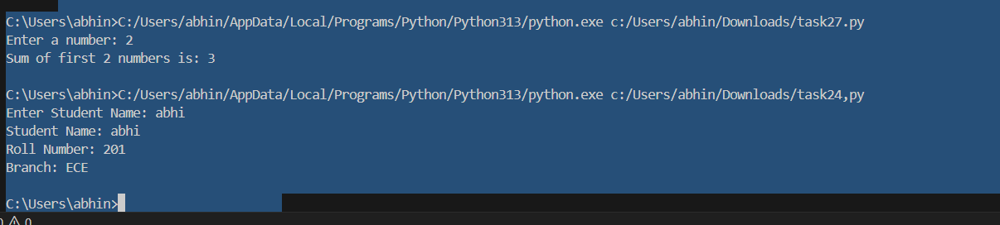 C:\Users\abhin>C:/Users/abhin/AppData/Local/Programs/Python/Python313/python.exe c:/Users/abhin/Downloads/task27.py
Enter a number: 2
Sum of first 2 numbers is: 3
C:\Users\abhin>C:/Users/abhin/AppData/Local/Programs/Python/Python313/python.exe c:/Users/abhin/Downloads/task24,py
Enter Student Name: abhi
Student Name: abhi
Roll Number: 201
Branch: ECE
C:\Users\abhin>